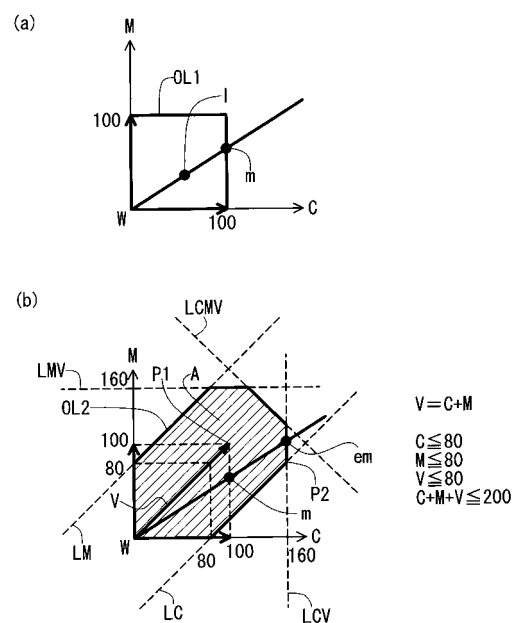 (a)
M
OL1
l
100
m
W
100
C
(b)
LCMV
M
P1
A
LMV
160
OL2
V=C+M
100
C≦80
80
M≦80
em
V≦80
P2
C+M+V≦200
V
m
W
C
80
100
160
LM
LC
LCV